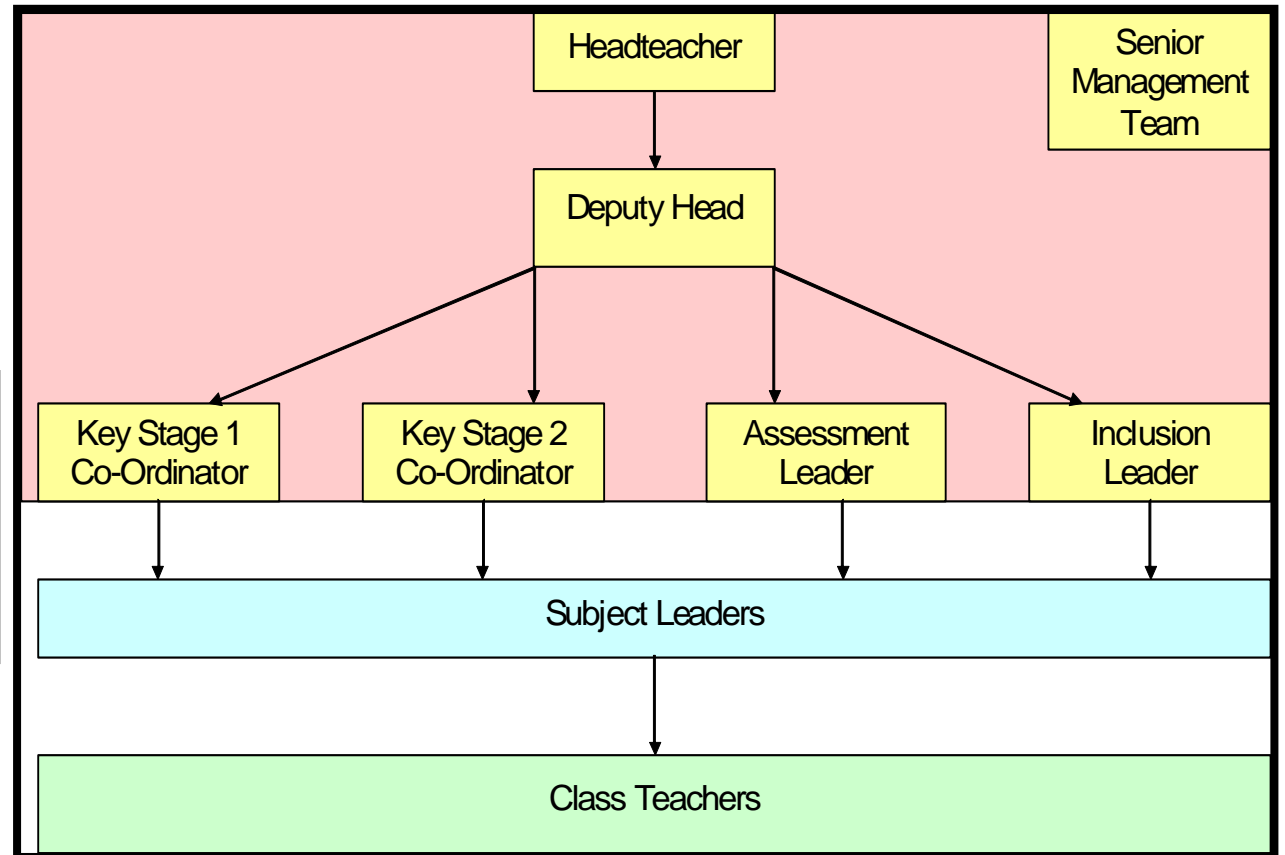 Headteacher
Senior
Management
Team
Deputy Head
Key Stage 1
Co-Ordinator
Key Stage 2
Co-Ordinator
Assessment
Leader
Inclusion
Leader
Subject Leaders
Class Teachers